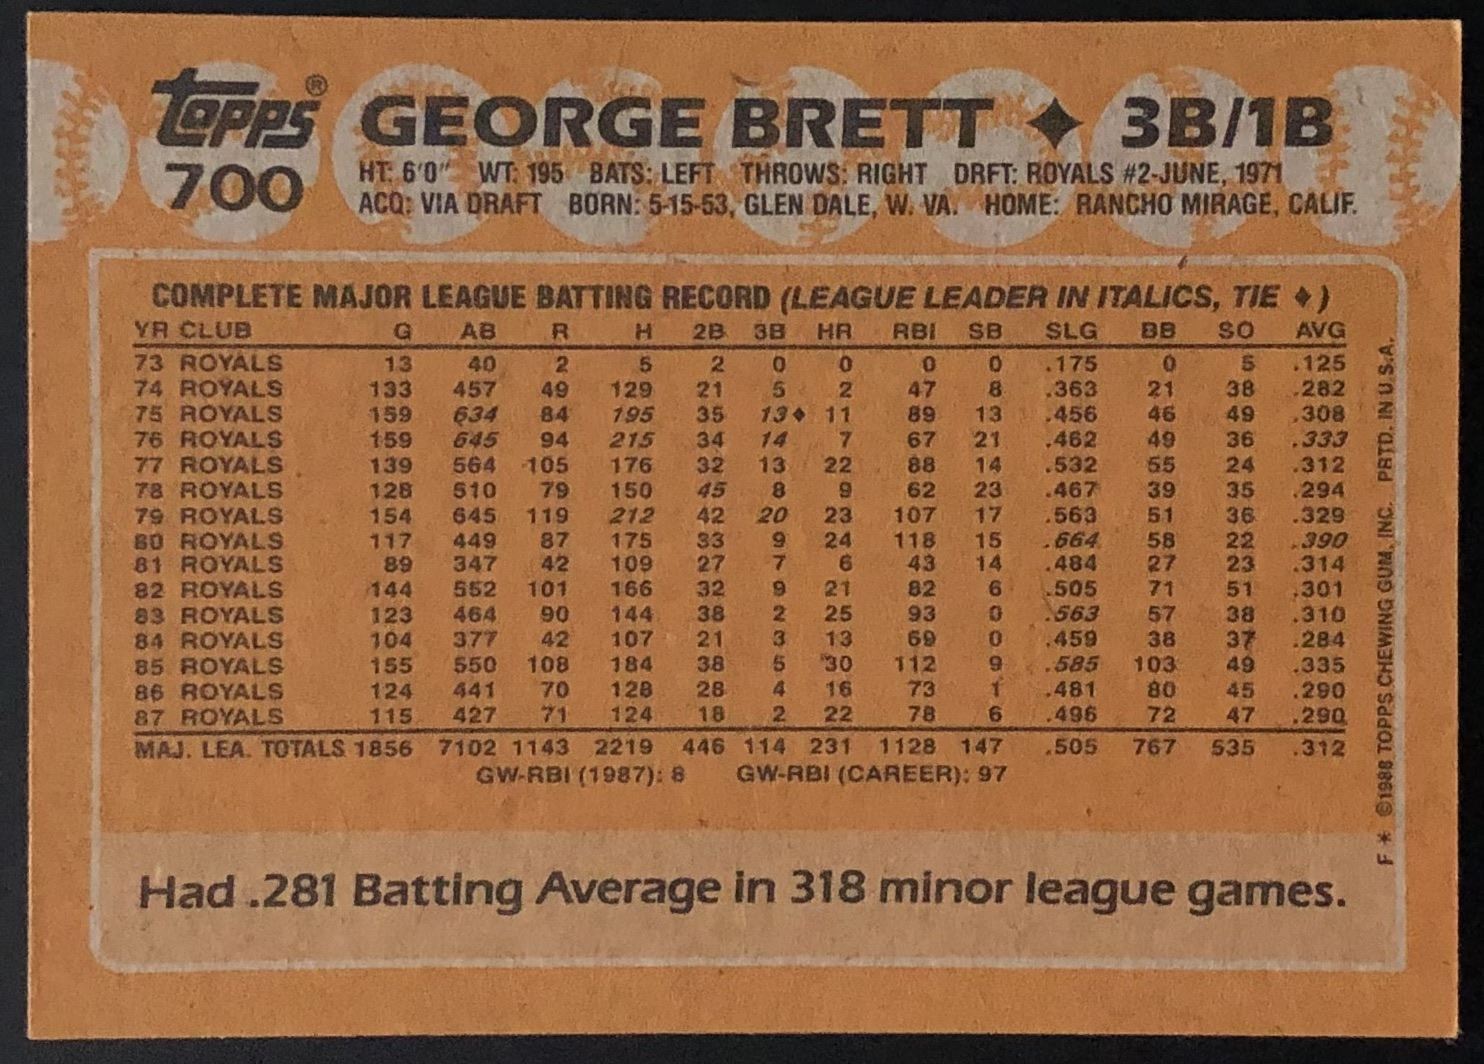 topps® GEORGE BRETT ♦ 3B/1B
700 HT: 6'0" WT: 195 BATS: LEFT THROWS: RIGHT DRFT: ROYALS #2-JUNE, 1971
ACQ: VIA DRAFT BORN: 5-15-53, GLEN DALE, W. VA. HOME: RANCHO MIRAGE, CALIF.
COMPLETE MAJOR LEAGUE BATTING RECORD (LEAGUE LEADER IN ITALICS, TIE ♦)
YR CLUB G AB R H 2B 3B HR RBI SB SLG BB SO AVG
73 ROYALS 13 40 2 5 2 0 0 0 0 .175 0 5 .125
74 ROYALS 133 457 49 129 21 5 2 47 8 .363 21 38 .282
75 ROYALS 159 634 84 195 35 13♦ 11 89 13 .456 46 49 .308
76 ROYALS 159 645 94 215 34 14 7 67 21 .462 49 36 .333
77 ROYALS 139 564 105 176 32 13 22 88 14 .532 55 24 .312
78 ROYALS 128 510 79 150 45 8 9 62 23 .467 39 35 .294
79 ROYALS 154 645 119 212 42 20 23 107 17 .563 51 36 .329
80 ROYALS 117 449 87 175 33 9 24 118 15 .664 58 22 .390
81 ROYALS 89 347 42 109 27 7 6 43 14 .484 27 23 .314
82 ROYALS 144 552 101 166 32 9 21 82 6 .505 71 51 .301
83 ROYALS 123 464 90 144 38 2 25 93 0 .563 57 38 .310
84 ROYALS 104 377 42 107 21 3 13 69 0 .459 38 37 .284
85 ROYALS 155 550 108 184 38 5 30 112 9 .585 103 49 .335
86 ROYALS 124 441 70 128 28 4 16 73 1 .481 80 45 .290
87 ROYALS 115 427 71 124 18 2 22 78 6 .496 72 47 .290
MAJ. LEA. TOTALS 1856 7102 1143 2219 446 114 231 1128 147 .505 767 535 .312
GW-RBI (1987): 8 GW-RBI (CAREER): 97
Had .281 Batting Average in 318 minor league games.
F * ©1988 TOPPS CHEWING GUM, INC. PRTD. IN U.S.A.